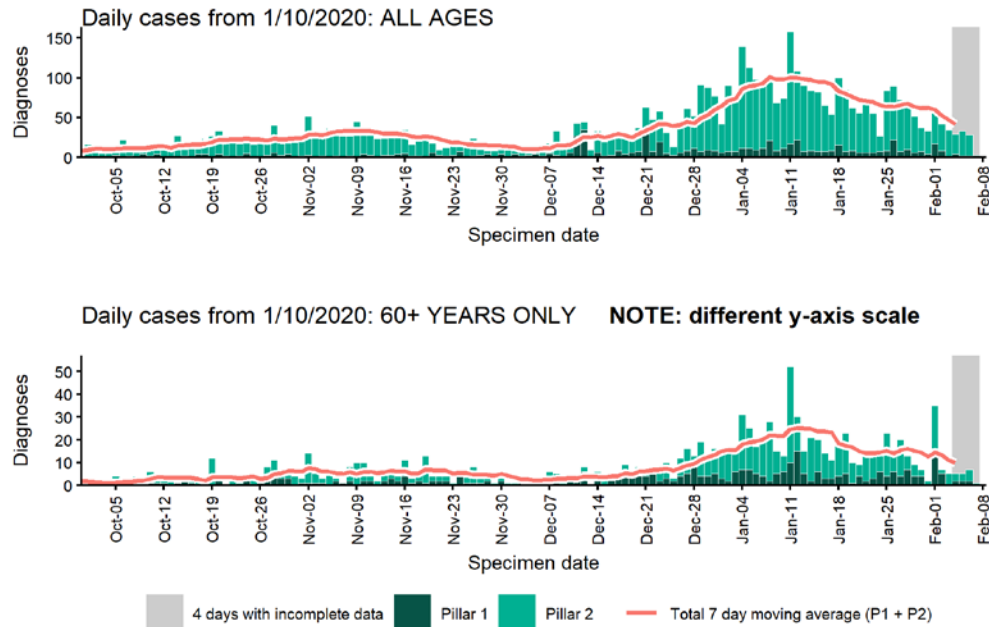 Daily cases from 1/10/2020: ALL AGES
150
100
50
0
Diagnoses
Oct-05
Oct-12
Oct-19
Oct-26
Nov-02
Nov-09
Nov-16
Nov-23
Nov-30
Dec-07
Dec-14
Dec-21
Dec-28
Jan-04
Jan-11
Jan-18
Jan-25
Feb-01
Feb-08
Specimen date
Daily cases from 1/10/2020: 60+ YEARS ONLY NOTE: different y-axis scale
50
40
30
20
10
0
Diagnoses
Oct-05
Oct-12
Oct-19
Oct-26
Nov-02
Nov-09
Nov-16
Nov-23
Nov-30
Dec-07
Dec-14
Dec-21
Dec-28
Jan-04
Jan-11
Jan-18
Jan-25
Feb-01
Feb-08
Specimen date
4 days with incomplete data Pillar 1 Pillar 2 Total 7 day moving average (P1 + P2)